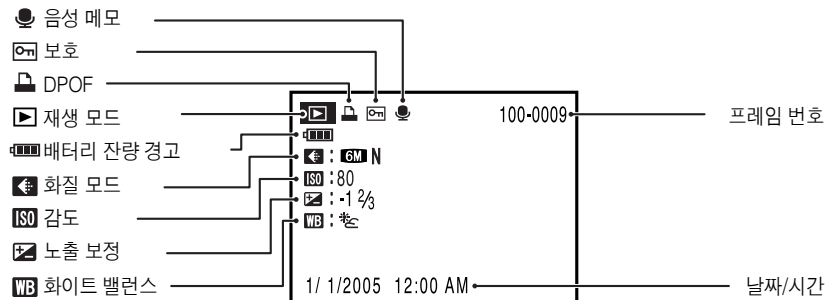 음성 메모
보호
DPOF
재생 모드
배터리 잔량 경고
화질 모드
ISO 감도
노출 보정
WB 화이트 밸런스
100-0009
: 6M N
ISO : 80
: -1 2/3
WB :
1/ 1/2005 12:00 AM
프레임 번호
날짜/시간